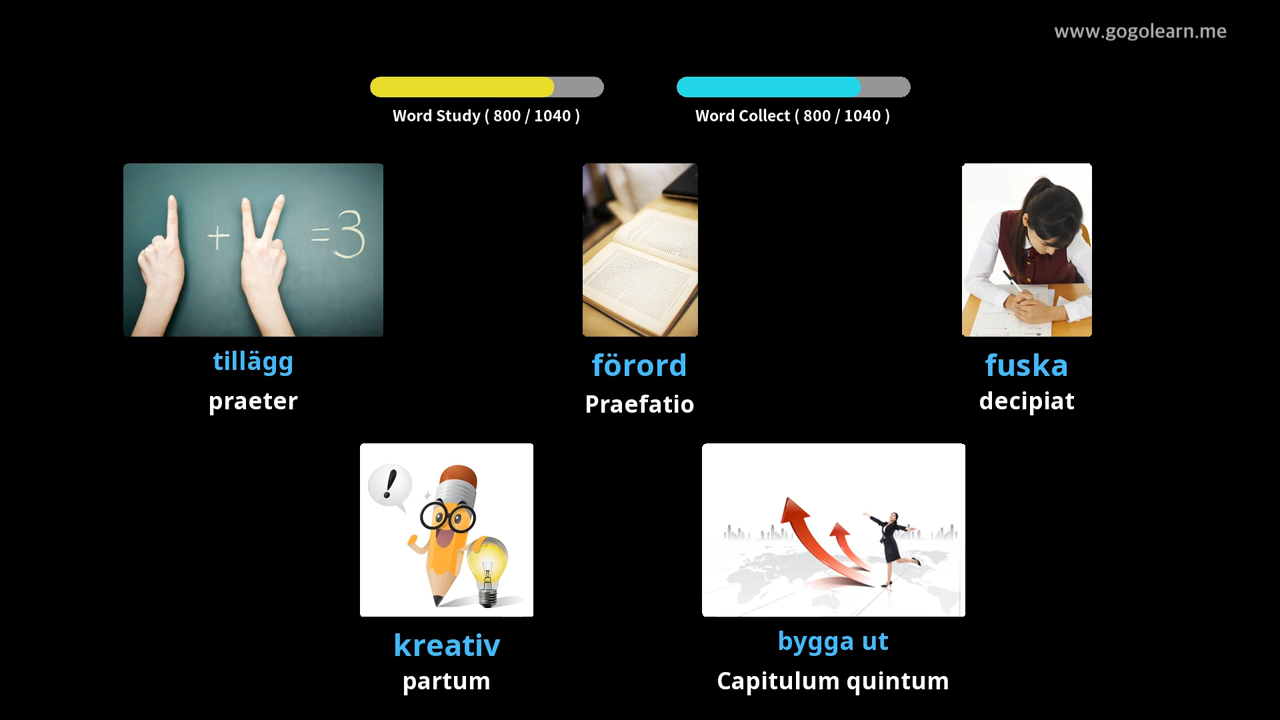 www.gogolearn.me
Word Study ( 800 / 1040 )
Word Collect ( 800 / 1040 )
+ =3
tillägg
praeter
förord
Praefatio
fuska
decipiat
!
kreativ
partum
bygga ut
Capitulum quintum